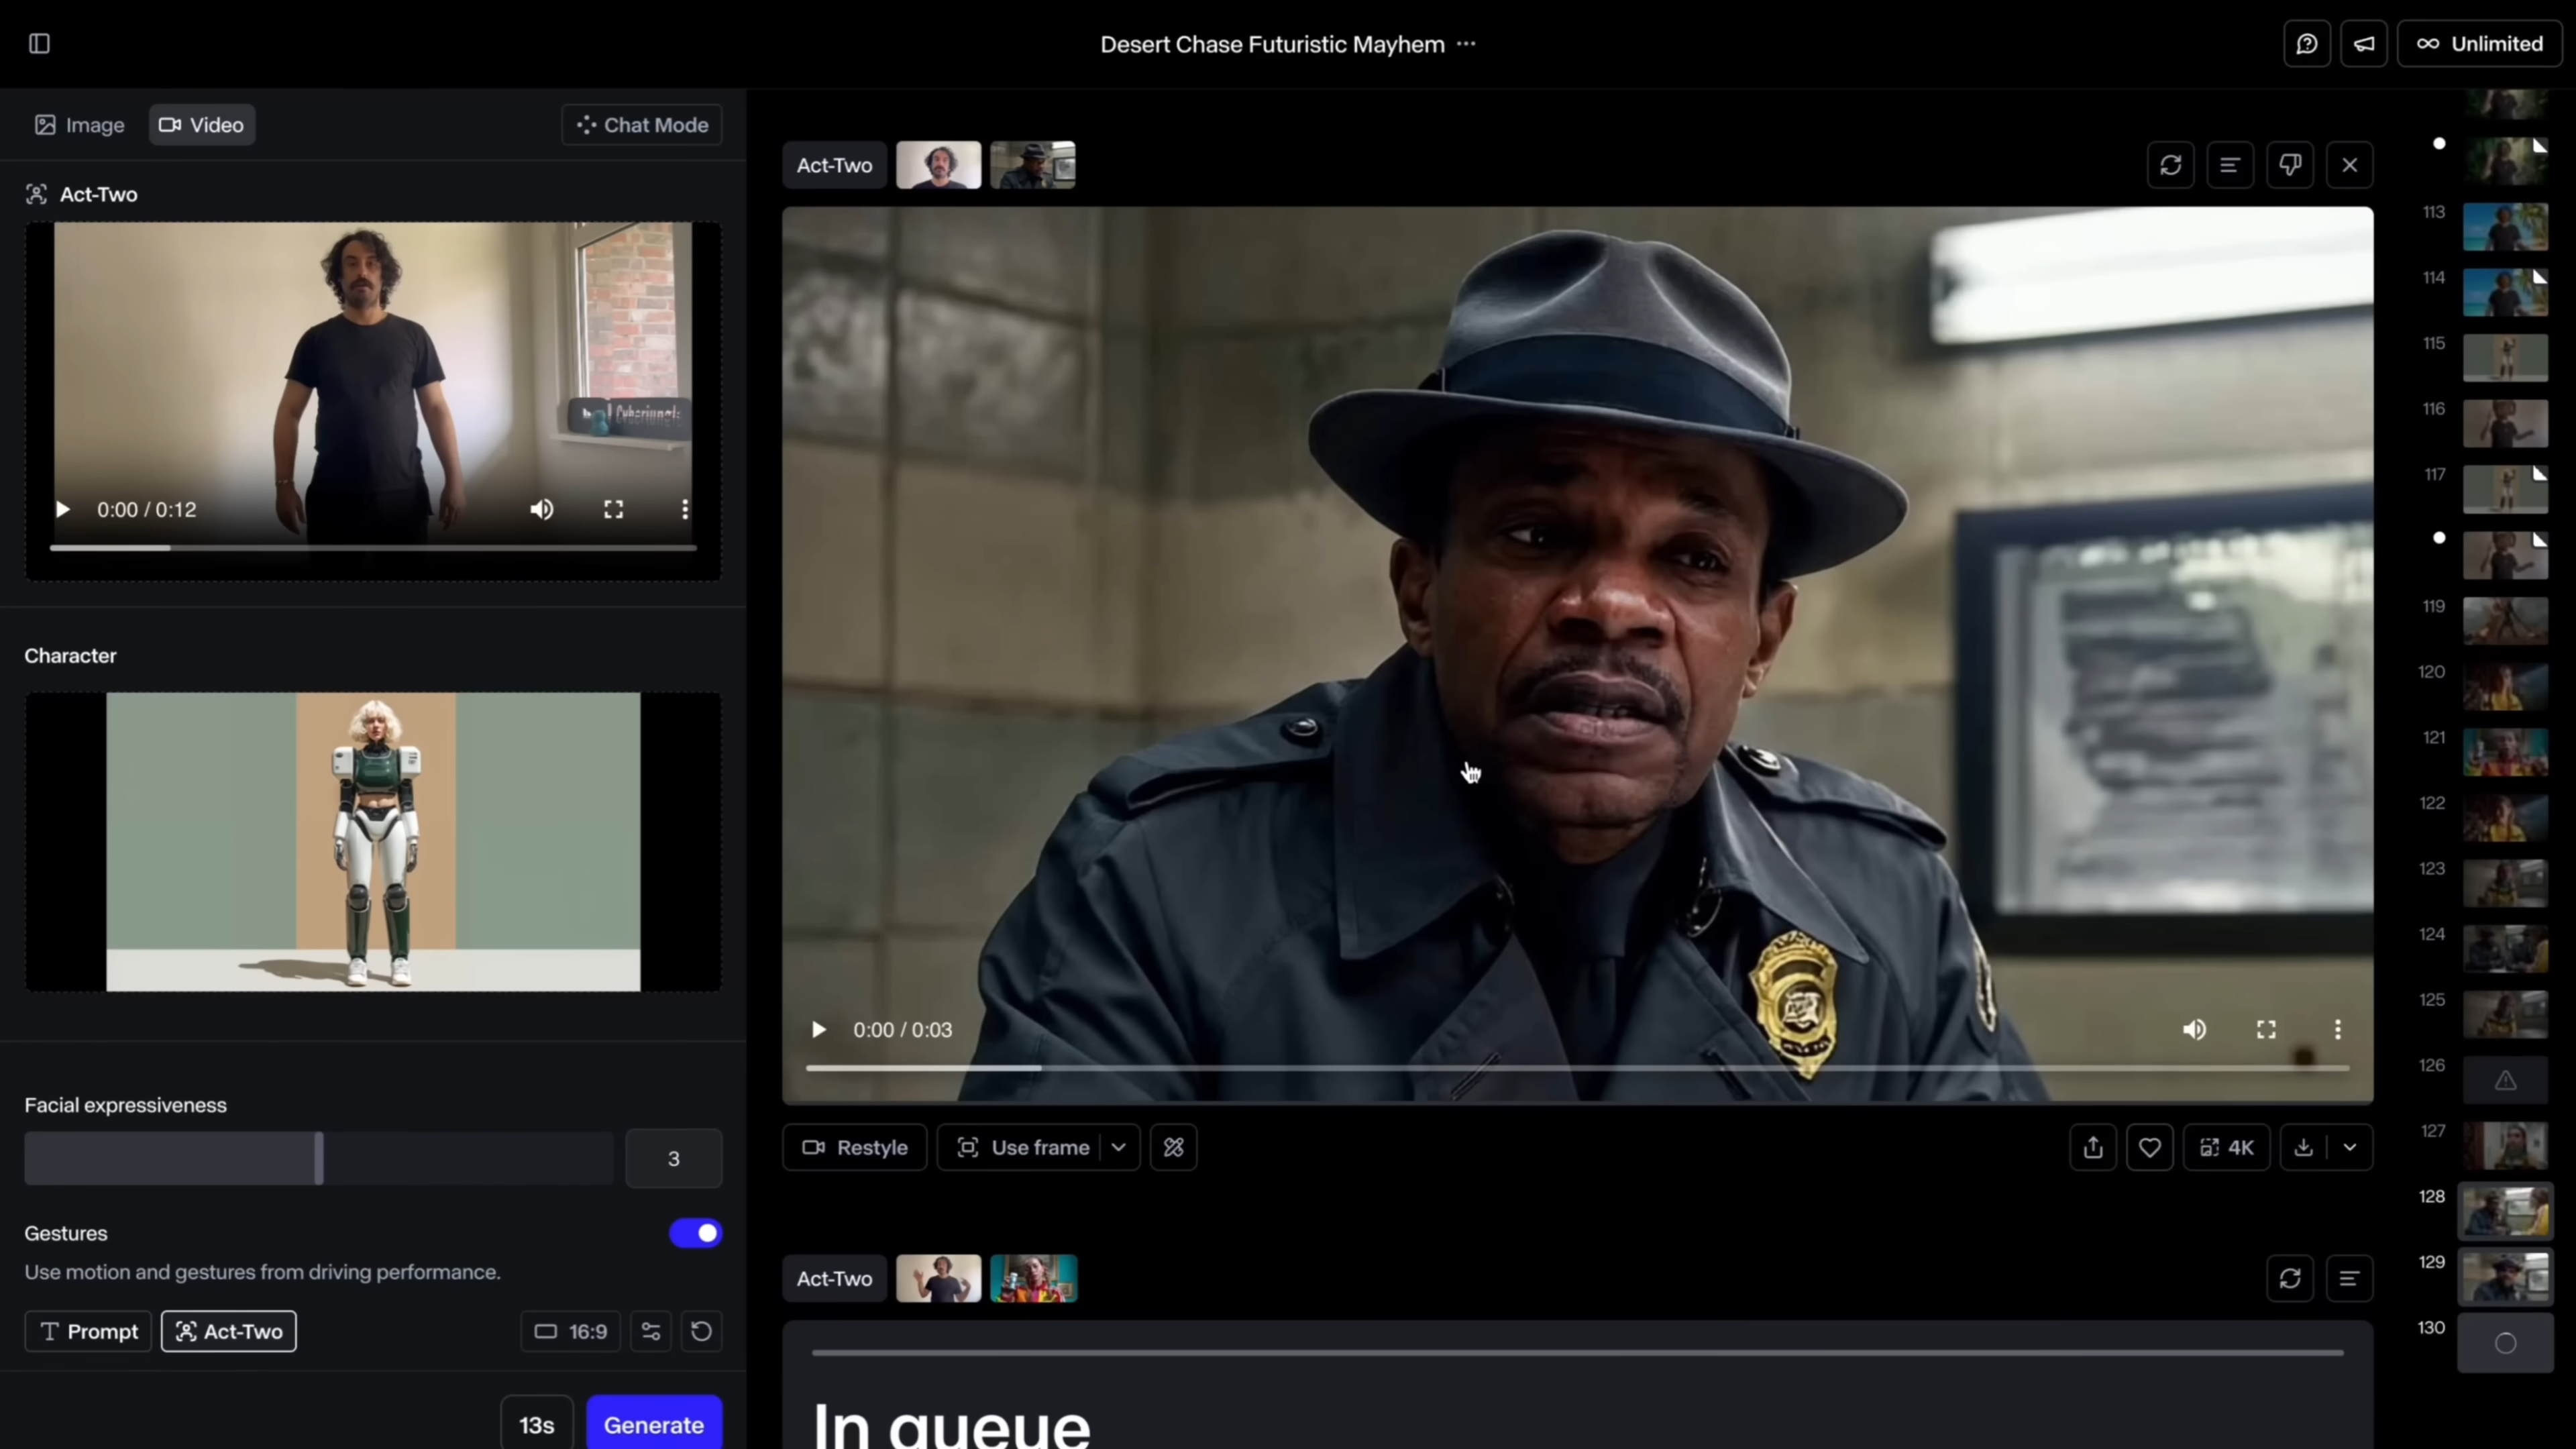 Desert Chase Futuristic Mayhem ...
Unlimited
Image
Video
Chat Mode
Act-Two
0:00 / 0:12
Character
Facial expressiveness
3
Gestures
Use motion and gestures from driving performance.
Prompt
Act-Two
16:9
13s
Generate
Act-Two
0:00 / 0:03
Restyle
Use frame
4K
Act-Two
In queue
113
114
115
116
117
119
120
121
122
123
124
125
126
127
128
129
130